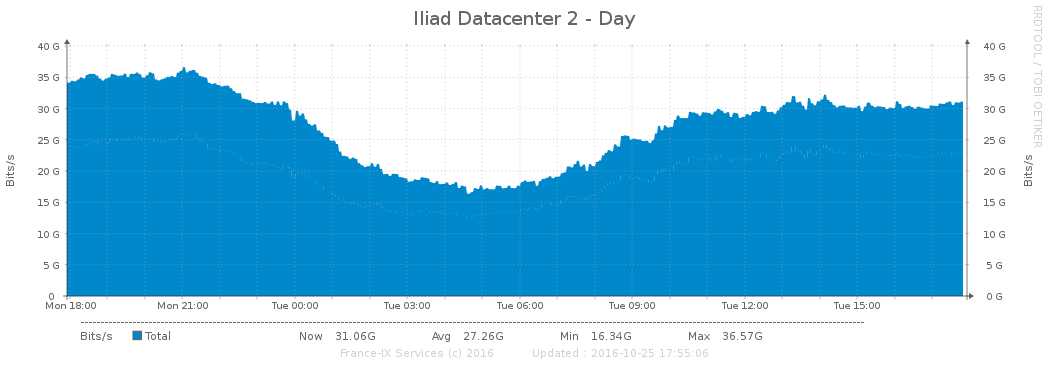 Iliad Datacenter 2 - Day
RRDTOOL / TOBI OETIKER
Bits/s
Bits/s
40 G 40 G
35 G 35 G
30 G 30 G
25 G 25 G
20 G 20 G
15 G 15 G
10 G 10 G
5 G 5 G
0 0 G
Mon 18:00 Mon 21:00 Tue 00:00 Tue 03:00 Tue 06:00 Tue 09:00 Tue 12:00 Tue 15:00
Bits/s Total Now 31.06G Avg 27.26G Min 16.34G Max 36.57G
France-IX Services (c) 2016 Updated : 2016-10-25 17:55:06